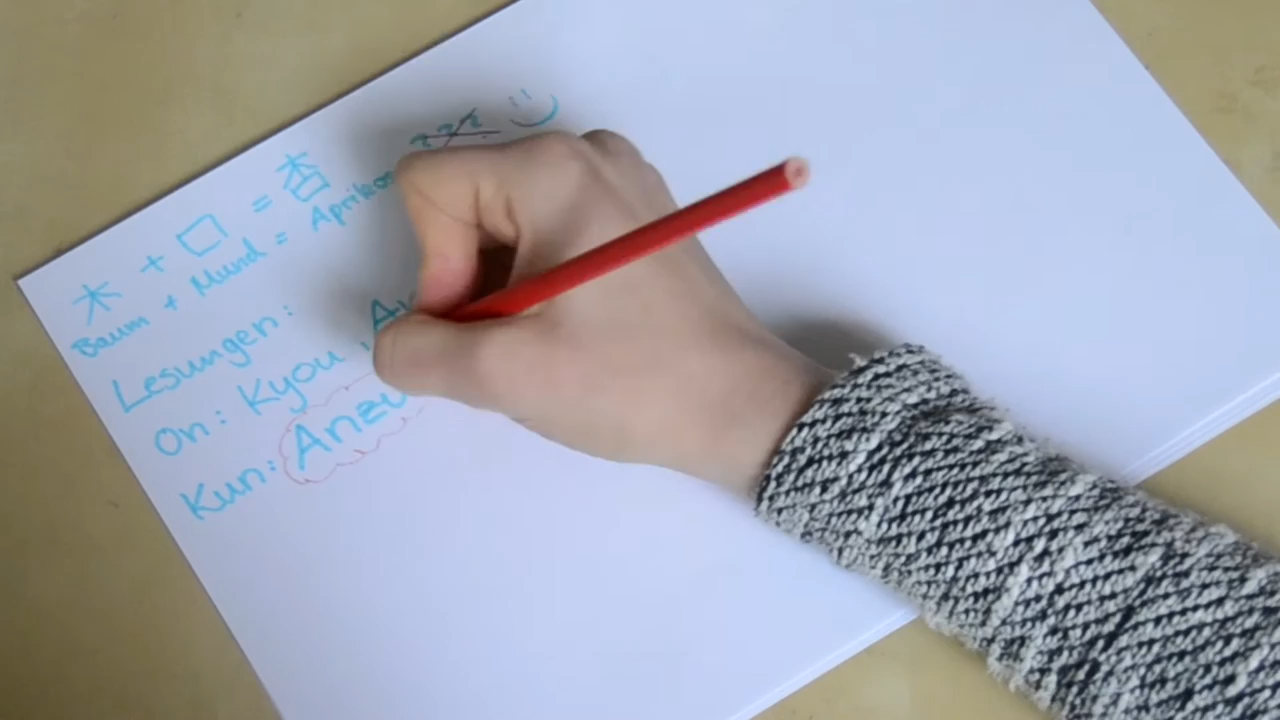 木 + 口 = 杏 ???
Baum + Mund = Aprikos
Lesungen:
On: Kyou, A
Kun: Anzu